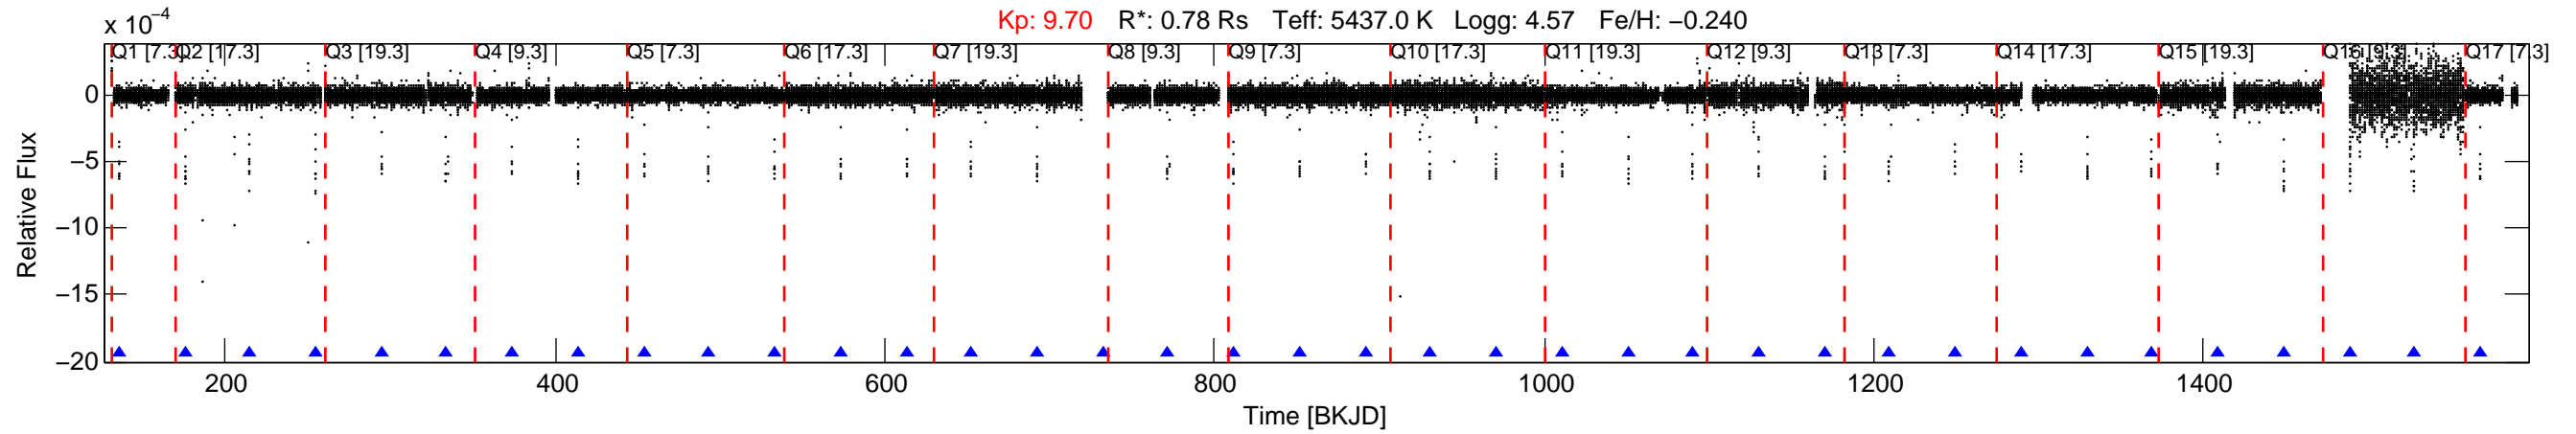 x 10⁻⁴
Kp: 9.70 R*: 0.78 Rs Teff: 5437.0 K Logg: 4.57 Fe/H: −0.240
Q1 [7.3] Q2 [17.3] Q3 [19.3] Q4 [9.3] Q5 [7.3] Q6 [17.3] Q7 [19.3] Q8 [9.3] Q9 [7.3] Q10 [17.3] Q11 [19.3] Q12 [9.3] Q13 [7.3] Q14 [17.3] Q15 [19.3] Q16 [9.3] Q17 [7.3]
0
−5
−10
−15
−20
Relative Flux
200 400 600 800 1000 1200 1400
Time [BKJD]